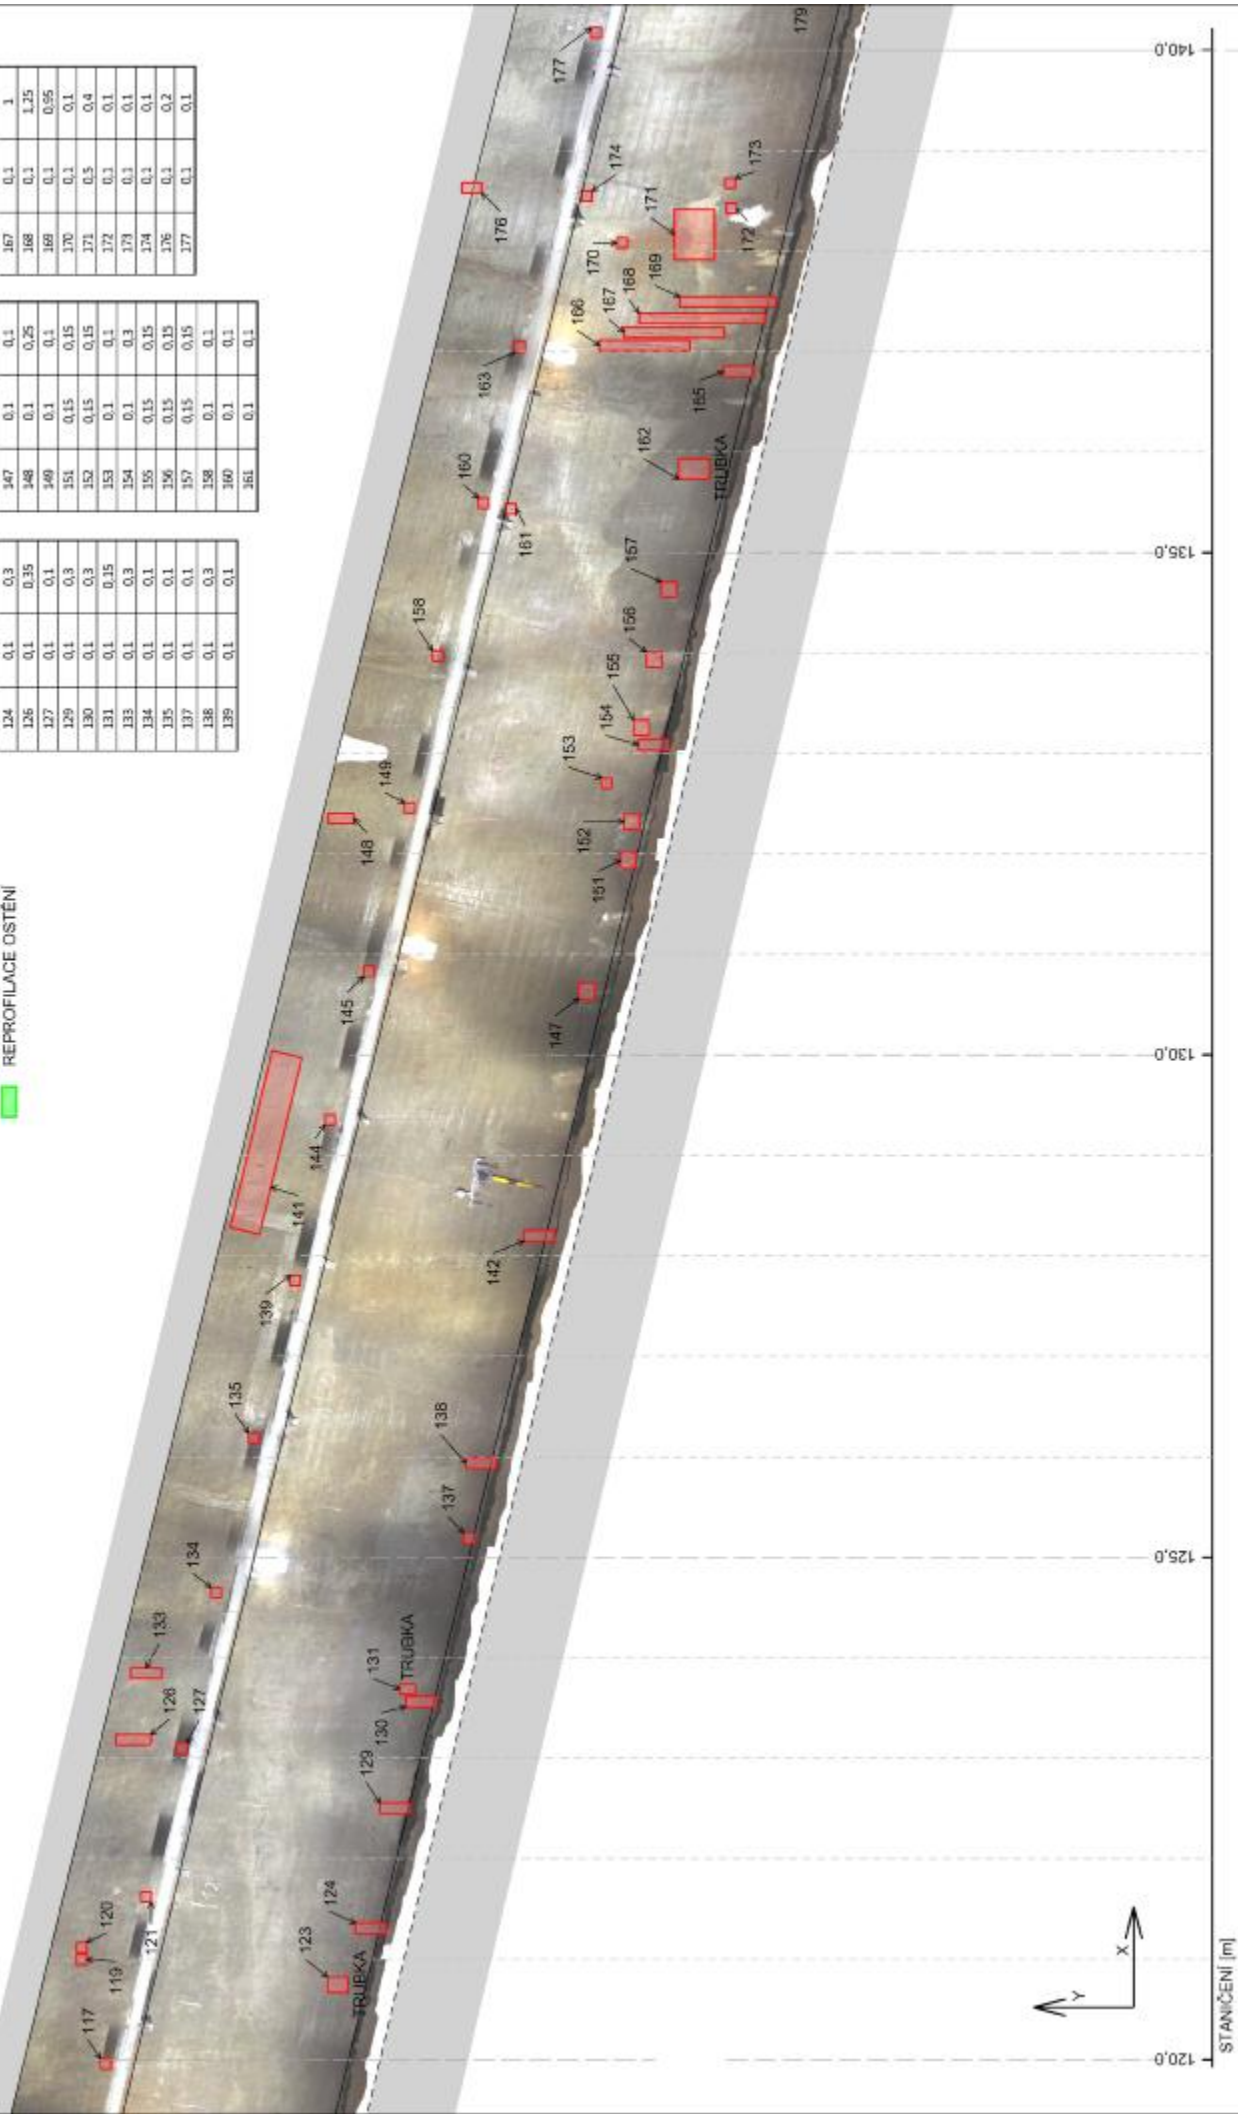 124 0,1 0,3
126 0,1 0,35
127 0,1 0,1
129 0,1 0,3
130 0,1 0,3
131 0,1 0,15
133 0,1 0,3
134 0,1 0,1
135 0,1 0,1
137 0,1 0,1
138 0,1 0,3
139 0,1 0,1
147 0,1 0,1
148 0,1 0,25
149 0,1 0,1
151 0,15 0,15
152 0,15 0,15
153 0,1 0,1
154 0,1 0,3
155 0,15 0,15
156 0,15 0,15
157 0,15 0,15
158 0,1 0,1
160 0,1 0,1
161 0,1 0,1
167 0,1 1
168 0,1 1,25
169 0,1 0,95
170 0,1 0,1
171 0,5 0,4
172 0,1 0,1
173 0,1 0,1
174 0,1 0,1
176 0,1 0,2
177 0,1 0,1
REPROFILACE OSTĚNÍ
117
119
120
121
123
TRUBKA
124
126
127
129
130
131
TRUBKA
133
134
135
137
138
139
141
142
144
145
147
148
149
151
152
153
154
155
156
157
158
160
161
162
TRUBKA
163
165
166
167
168
169
170
171
172
173
174
176
177
179
Y
X
STANIČENÍ [m]
120,0
125,0
130,0
135,0
140,0